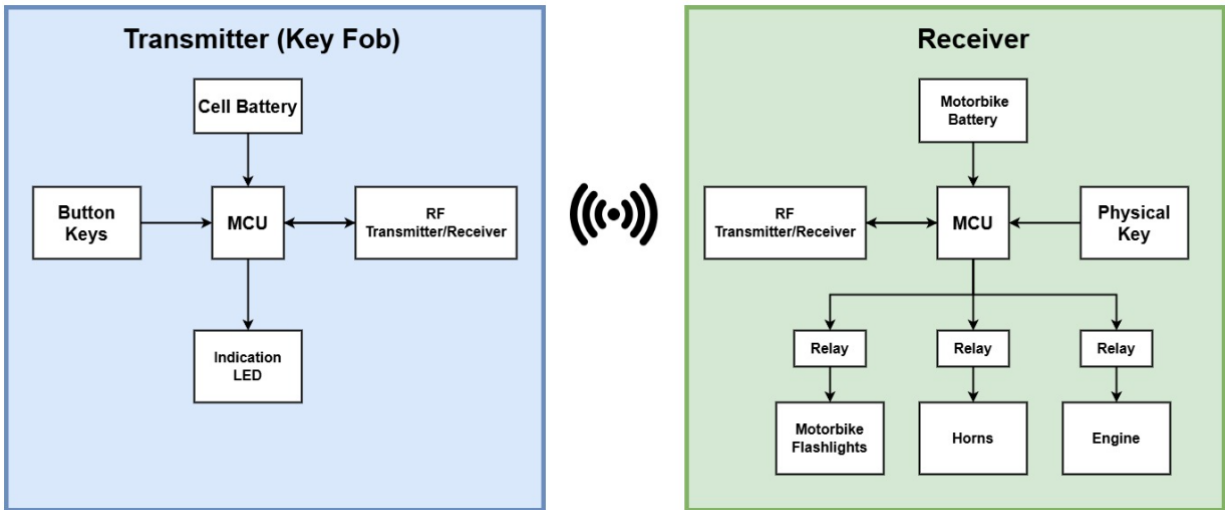 Transmitter (Key Fob)
Cell Battery
Button
Keys
MCU
RF
Transmitter/Receiver
Indication
LED
Receiver
Motorbike
Battery
RF
Transmitter/Receiver
MCU
Physical
Key
Relay
Relay
Relay
Motorbike
Flashlights
Horns
Engine